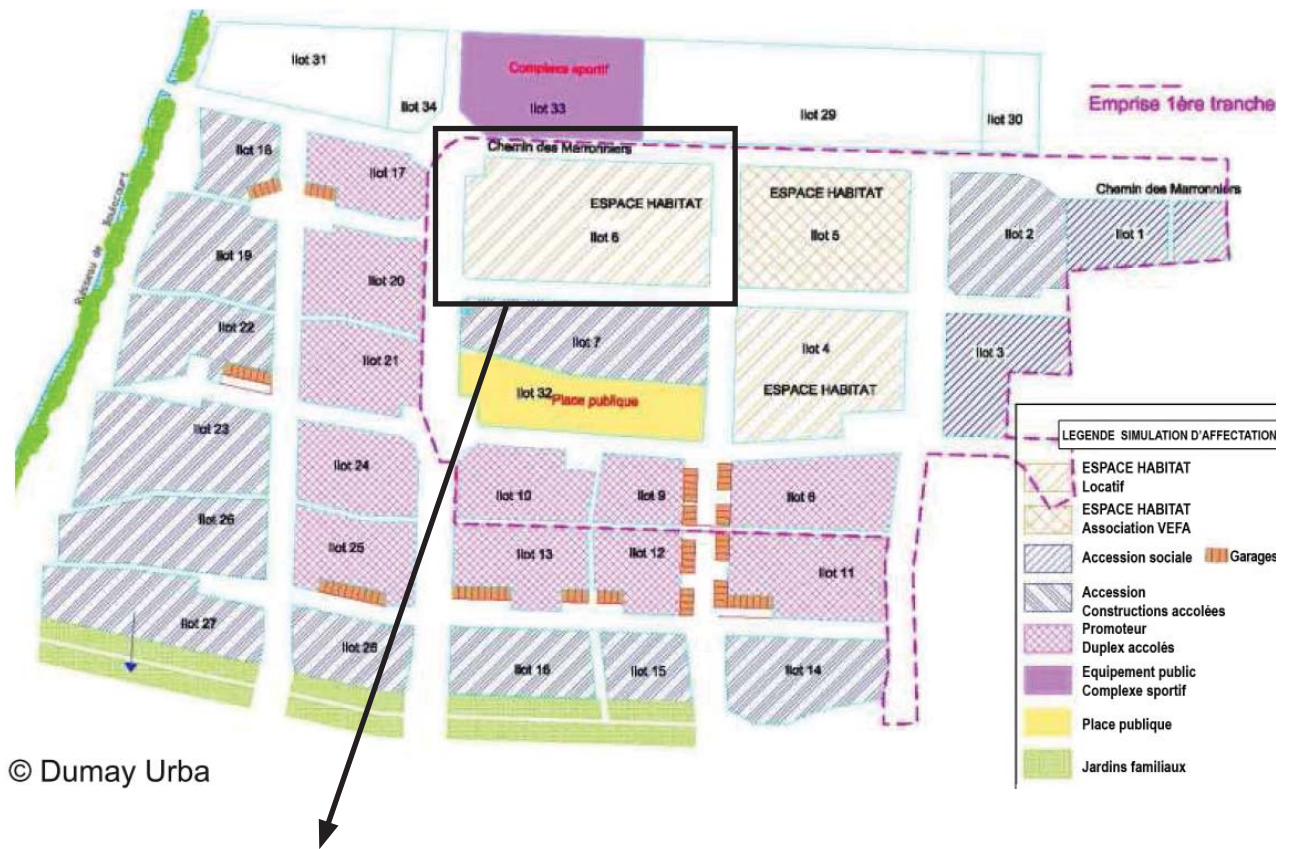 Ilot 31
Ilot 34
Complexe sportif
Ilot 33
Ilot 29
Ilot 30
Emprise 1ère tranche
Chemin des Marronniers
Ilot 18
Ilot 17
ESPACE HABITAT
Ilot 6
ESPACE HABITAT
Ilot 5
Chemin des Marronniers
Ilot 2
Ilot 1
Ruisseau de
Ilot 19
Ilot 20
Ilot 22
Ilot 21
Ilot 7
Ilot 4
ESPACE HABITAT
Ilot 3
Ilot 32
Place publique
Ilot 23
Ilot 24
Ilot 10
Ilot 9
Ilot 8
Ilot 26
Ilot 25
Ilot 13
Ilot 12
Ilot 11
Ilot 27
Ilot 28
Ilot 16
Ilot 15
Ilot 14
LEGENDE SIMULATION D'AFFECTATION
ESPACE HABITAT
Locatif
ESPACE HABITAT
Association VEFA
Accession sociale
Garages
Accession
Constructions accolées
Promoteur
Duplex accolés
Equipement public
Complexe sportif
Place publique
Jardins familiaux
© Dumay Urba